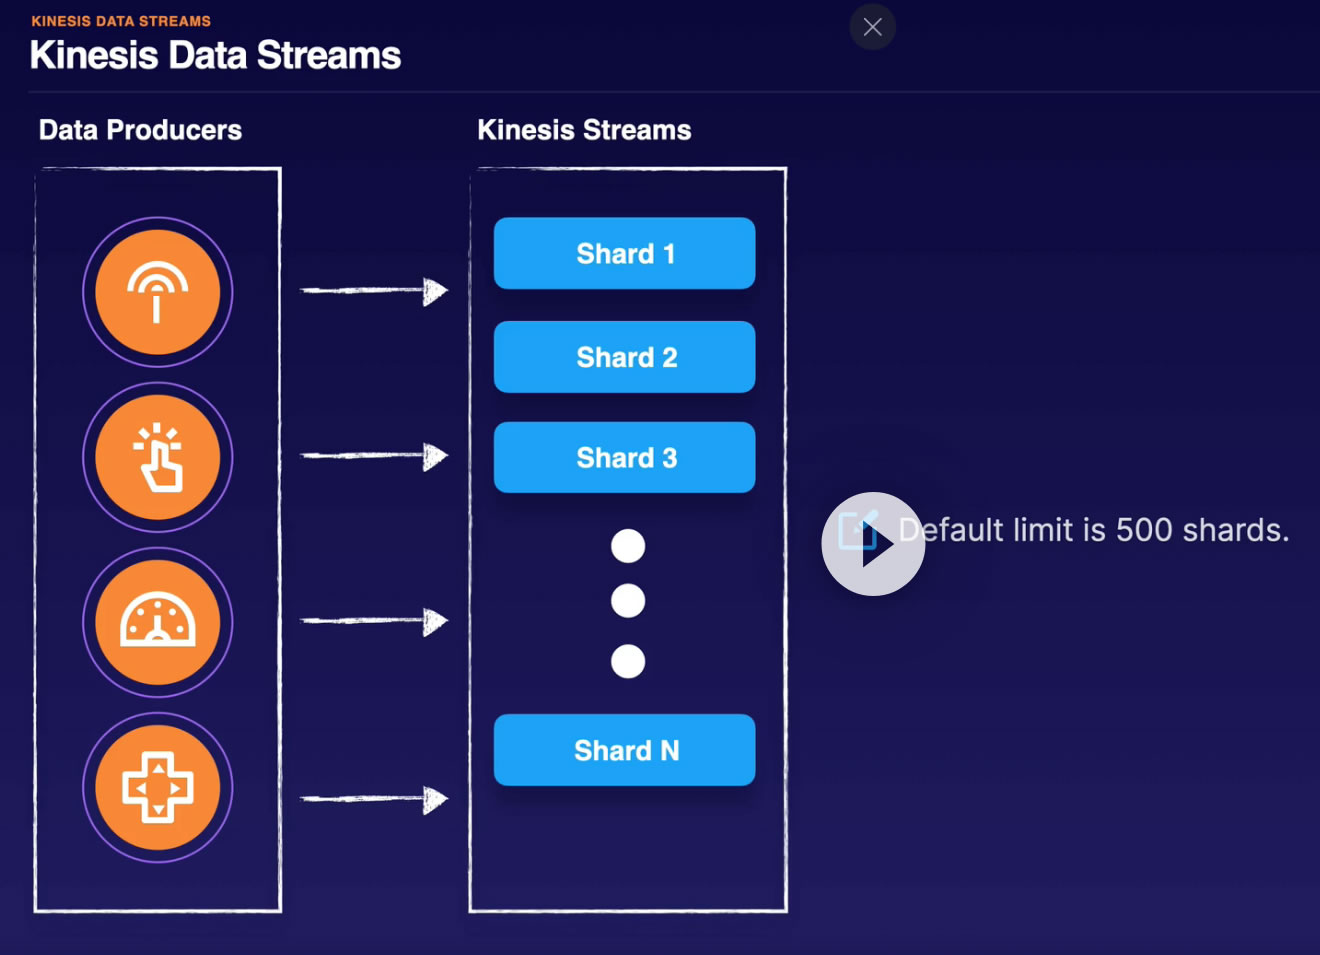 KINESIS DATA STREAMS
Kinesis Data Streams
Data Producers
Kinesis Streams
Shard 1
Shard 2
Shard 3
Shard N
Default limit is 500 shards.